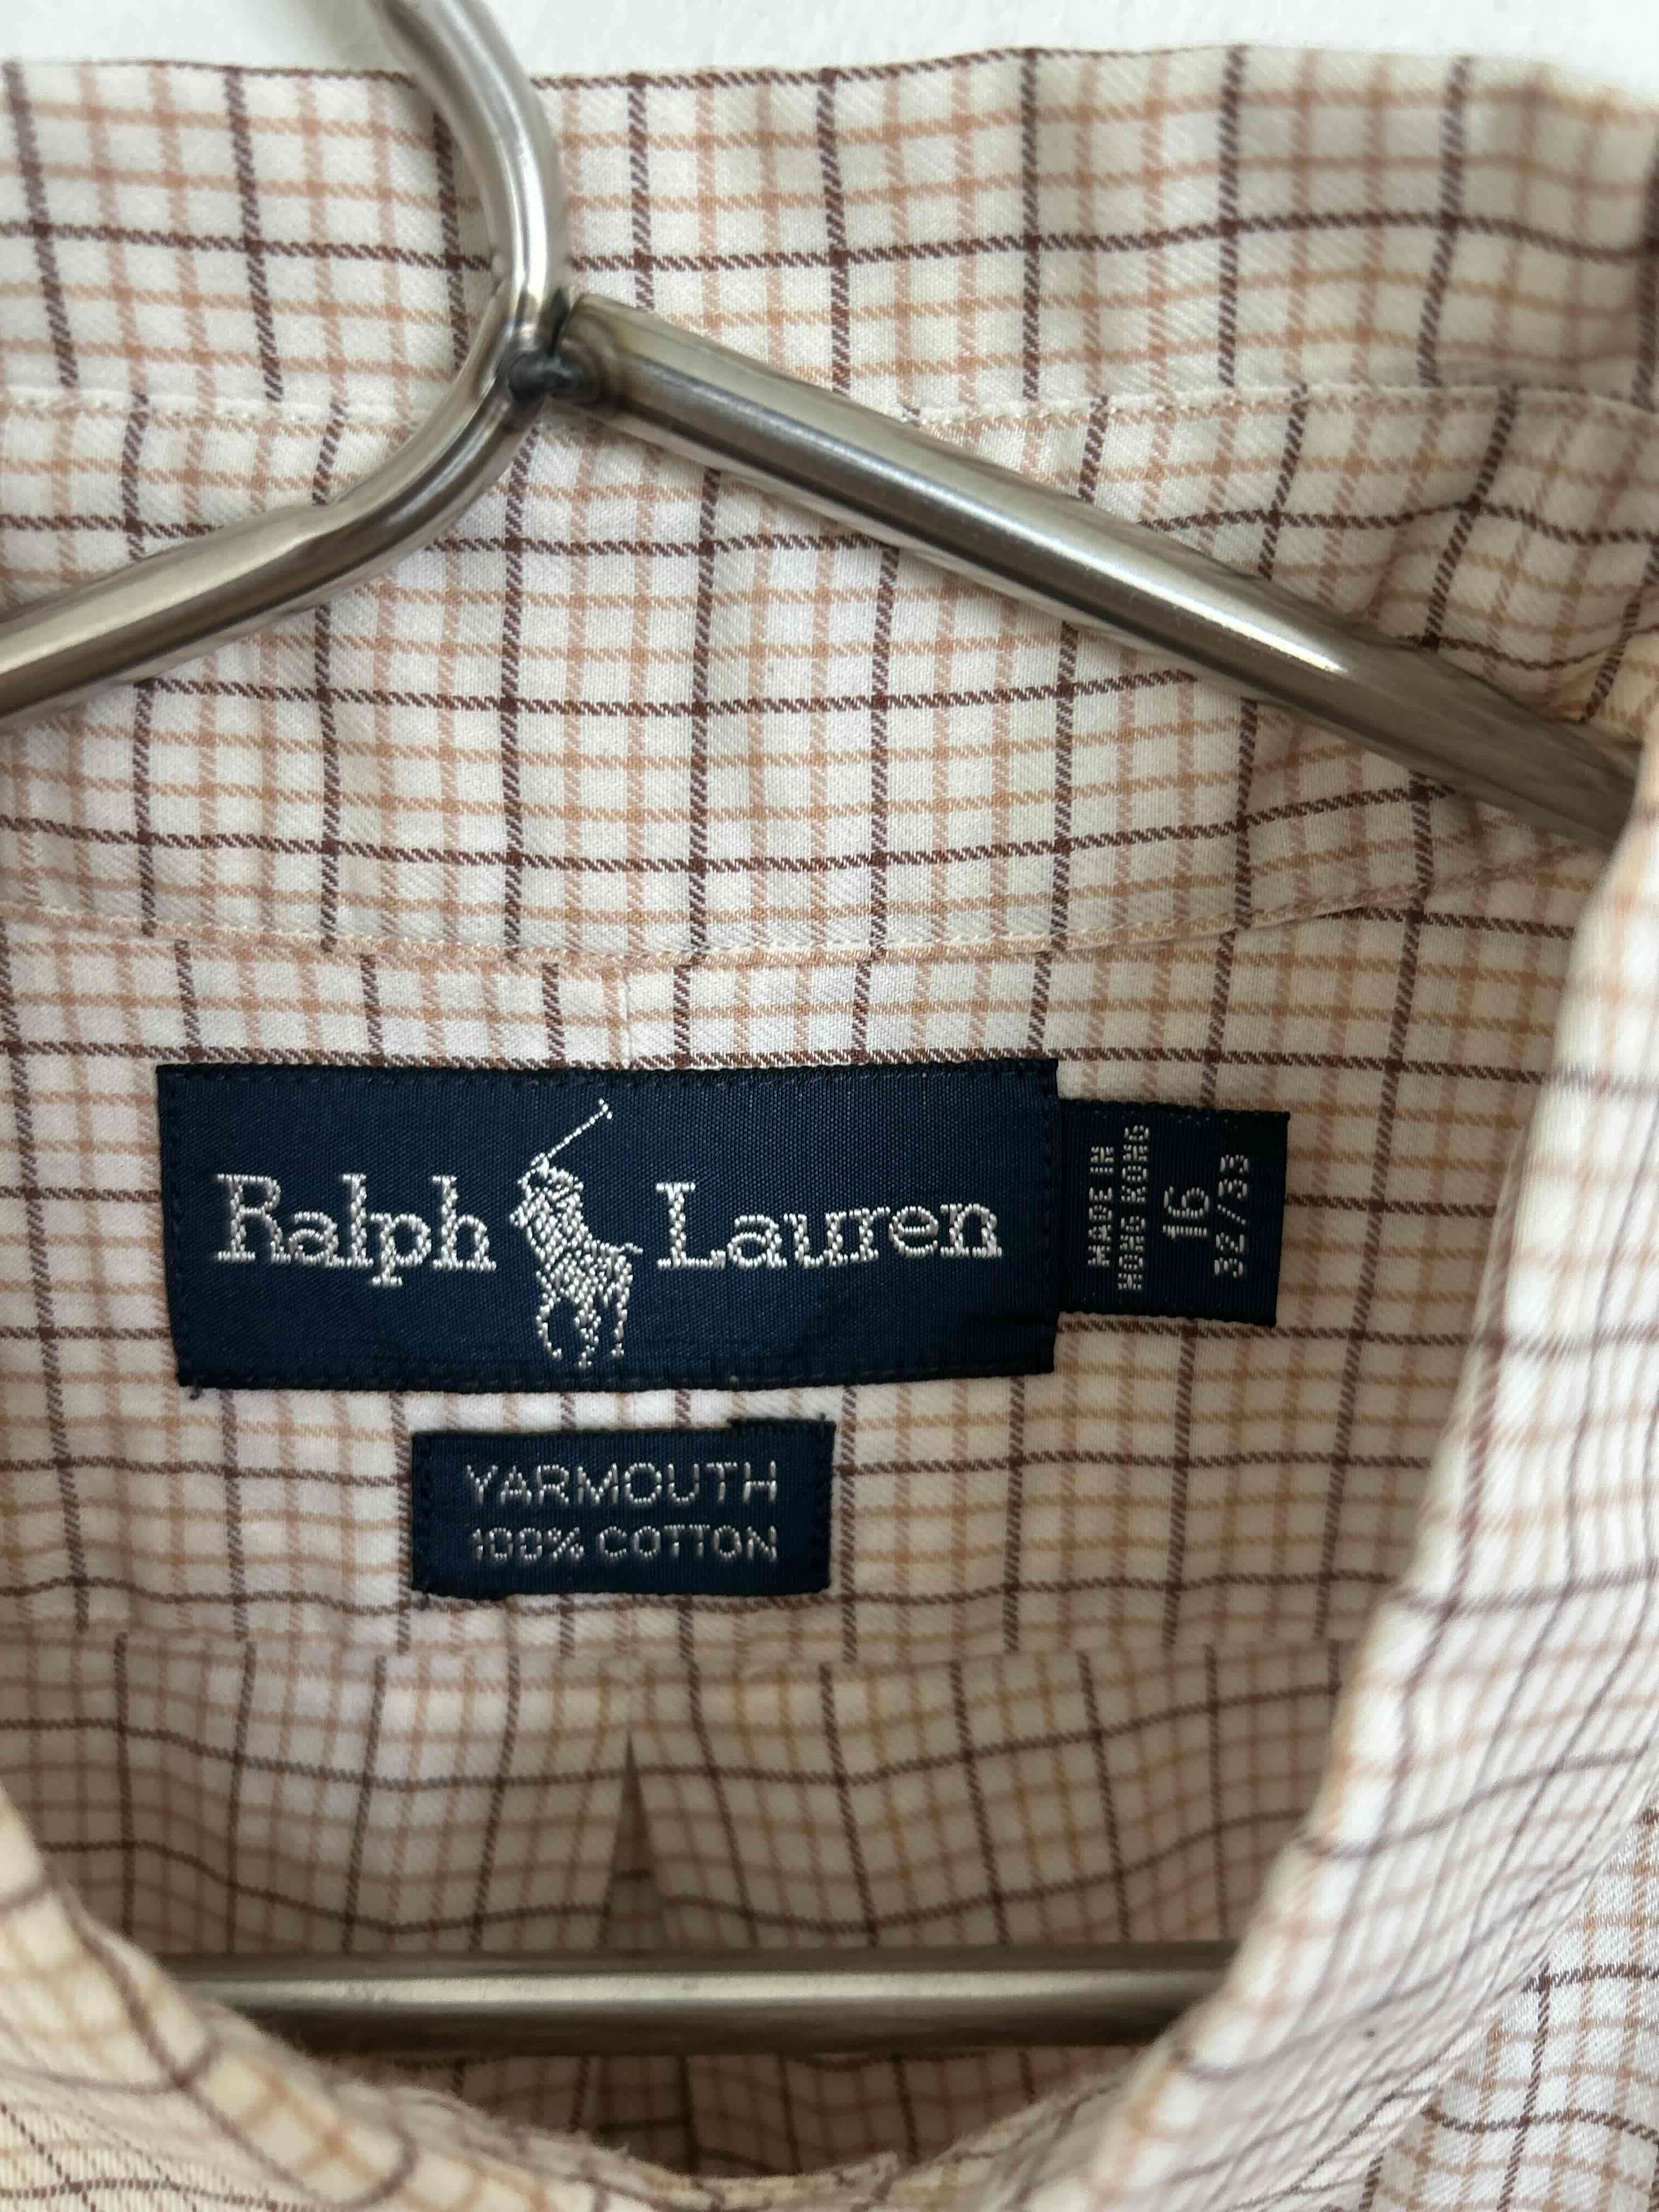 Ralph Lauren
MADE IN
HONG KONG
16
32/33
YARMOUTH
100% COTTON